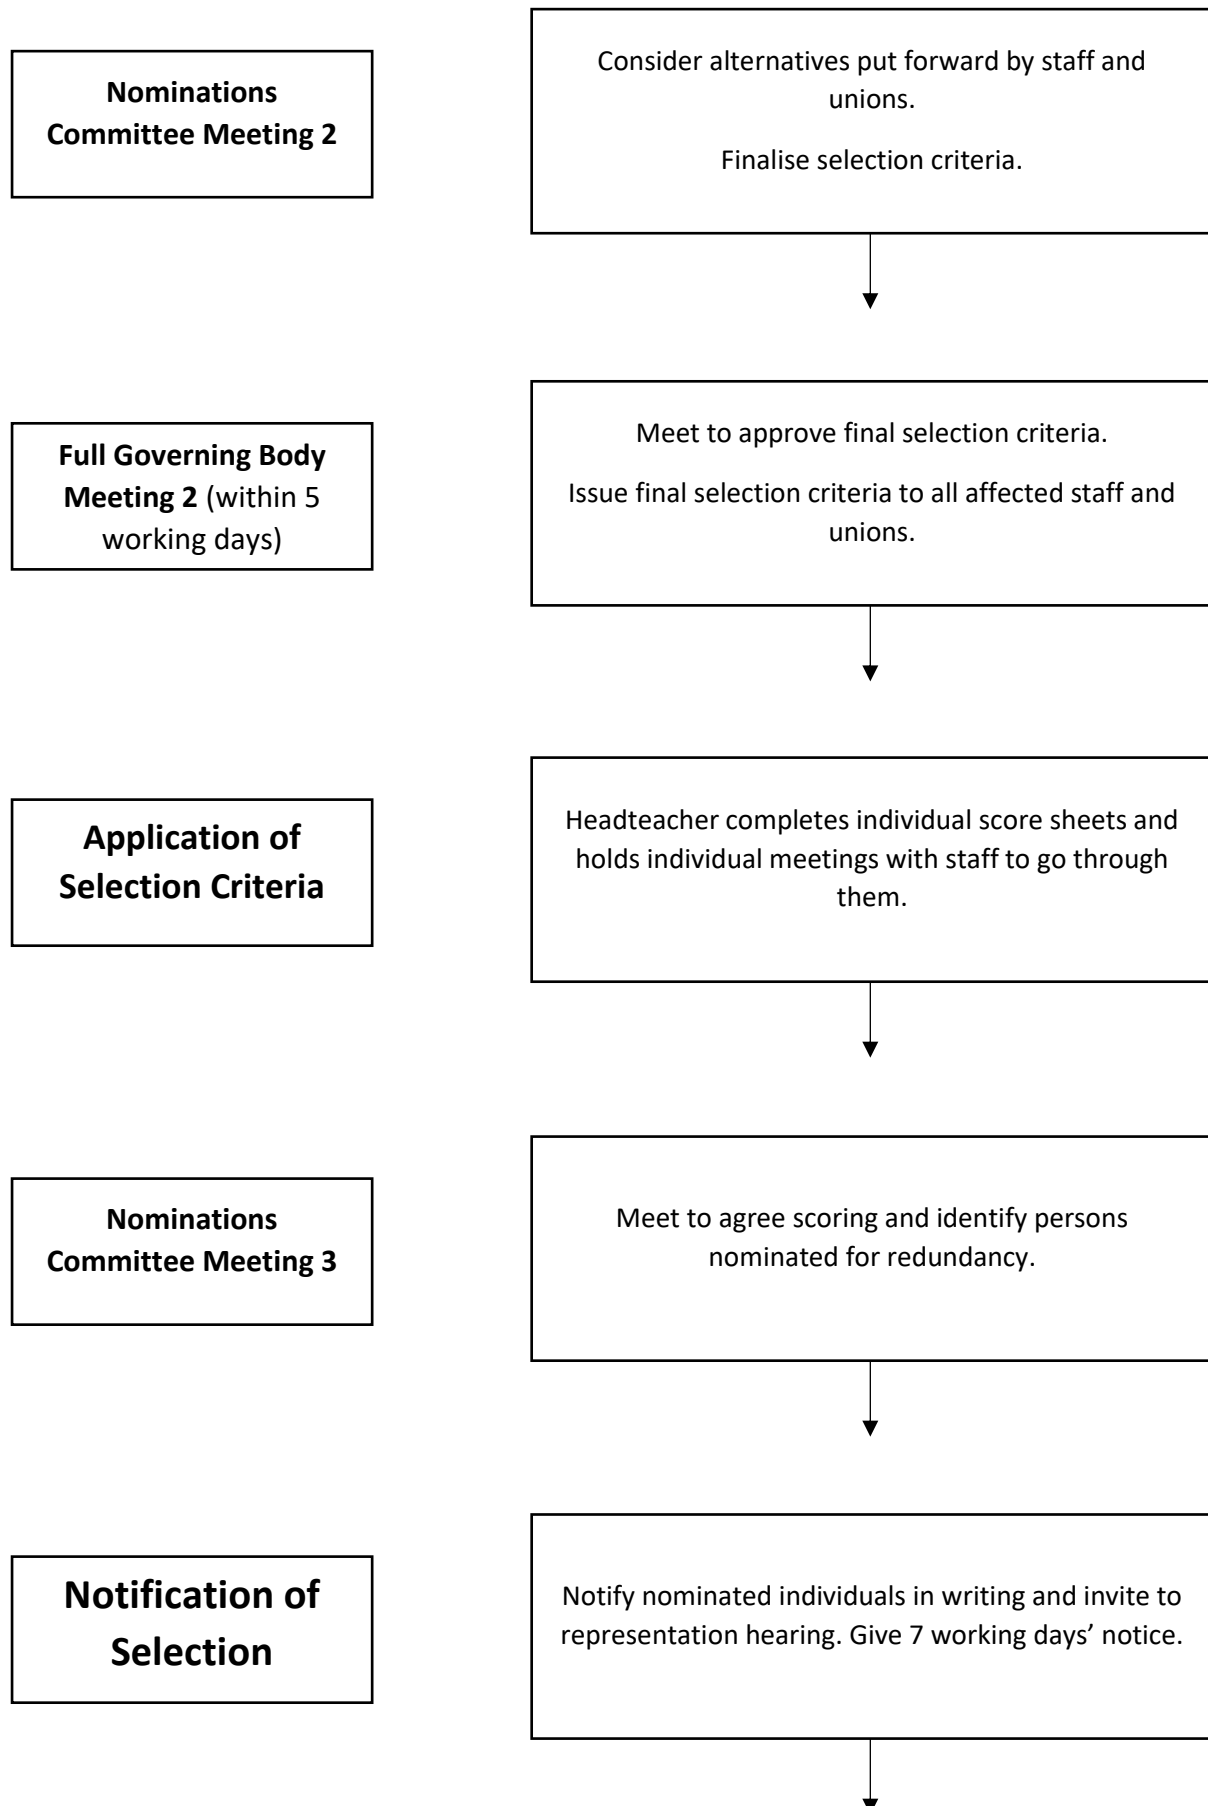 Nominations
Committee Meeting 2
Consider alternatives put forward by staff and
unions.
Finalise selection criteria.
Full Governing Body
Meeting 2 (within 5
working days)
Meet to approve final selection criteria.
Issue final selection criteria to all affected staff and
unions.
Application of
Selection Criteria
Headteacher completes individual score sheets and
holds individual meetings with staff to go through
them.
Nominations
Committee Meeting 3
Meet to agree scoring and identify persons
nominated for redundancy.
Notification of
Selection
Notify nominated individuals in writing and invite to
representation hearing. Give 7 working days’ notice.